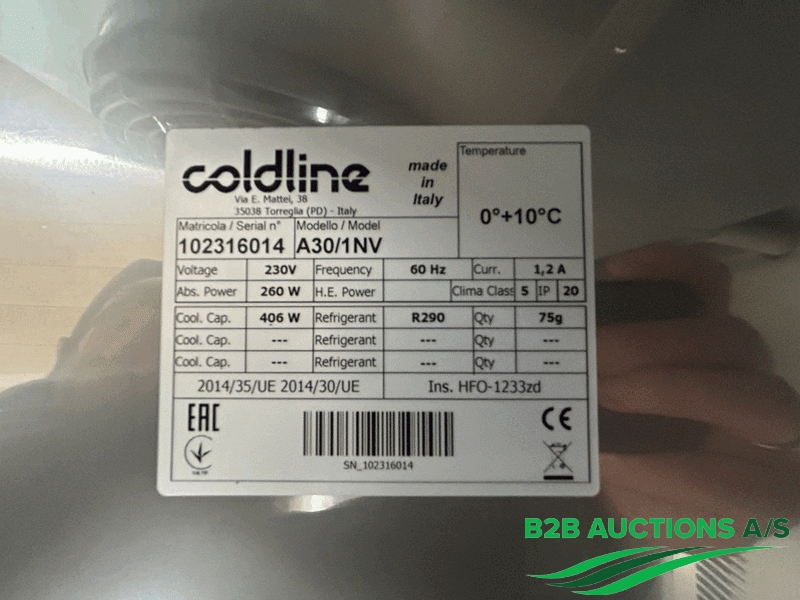 coldline
made
in
Italy
Via E. Mattei, 38
35038 Torreglia (PD) - Italy
Temperature
0°+10°C
Matricola / Serial n° Modello / Model
102316014 A30/1NV
Voltage 230V Frequency 60 Hz Curr. 1,2 A
Abs. Power 260 W H.E. Power Clima Class 5 IP 20
Cool. Cap. 406 W Refrigerant R290 Qty 75g
Cool. Cap. --- Refrigerant --- Qty ---
Cool. Cap. --- Refrigerant --- Qty ---
2014/35/UE 2014/30/UE Ins. HFO-1233zd
EAC
CE
SN_102316014
B2B AUCTIONS A/S